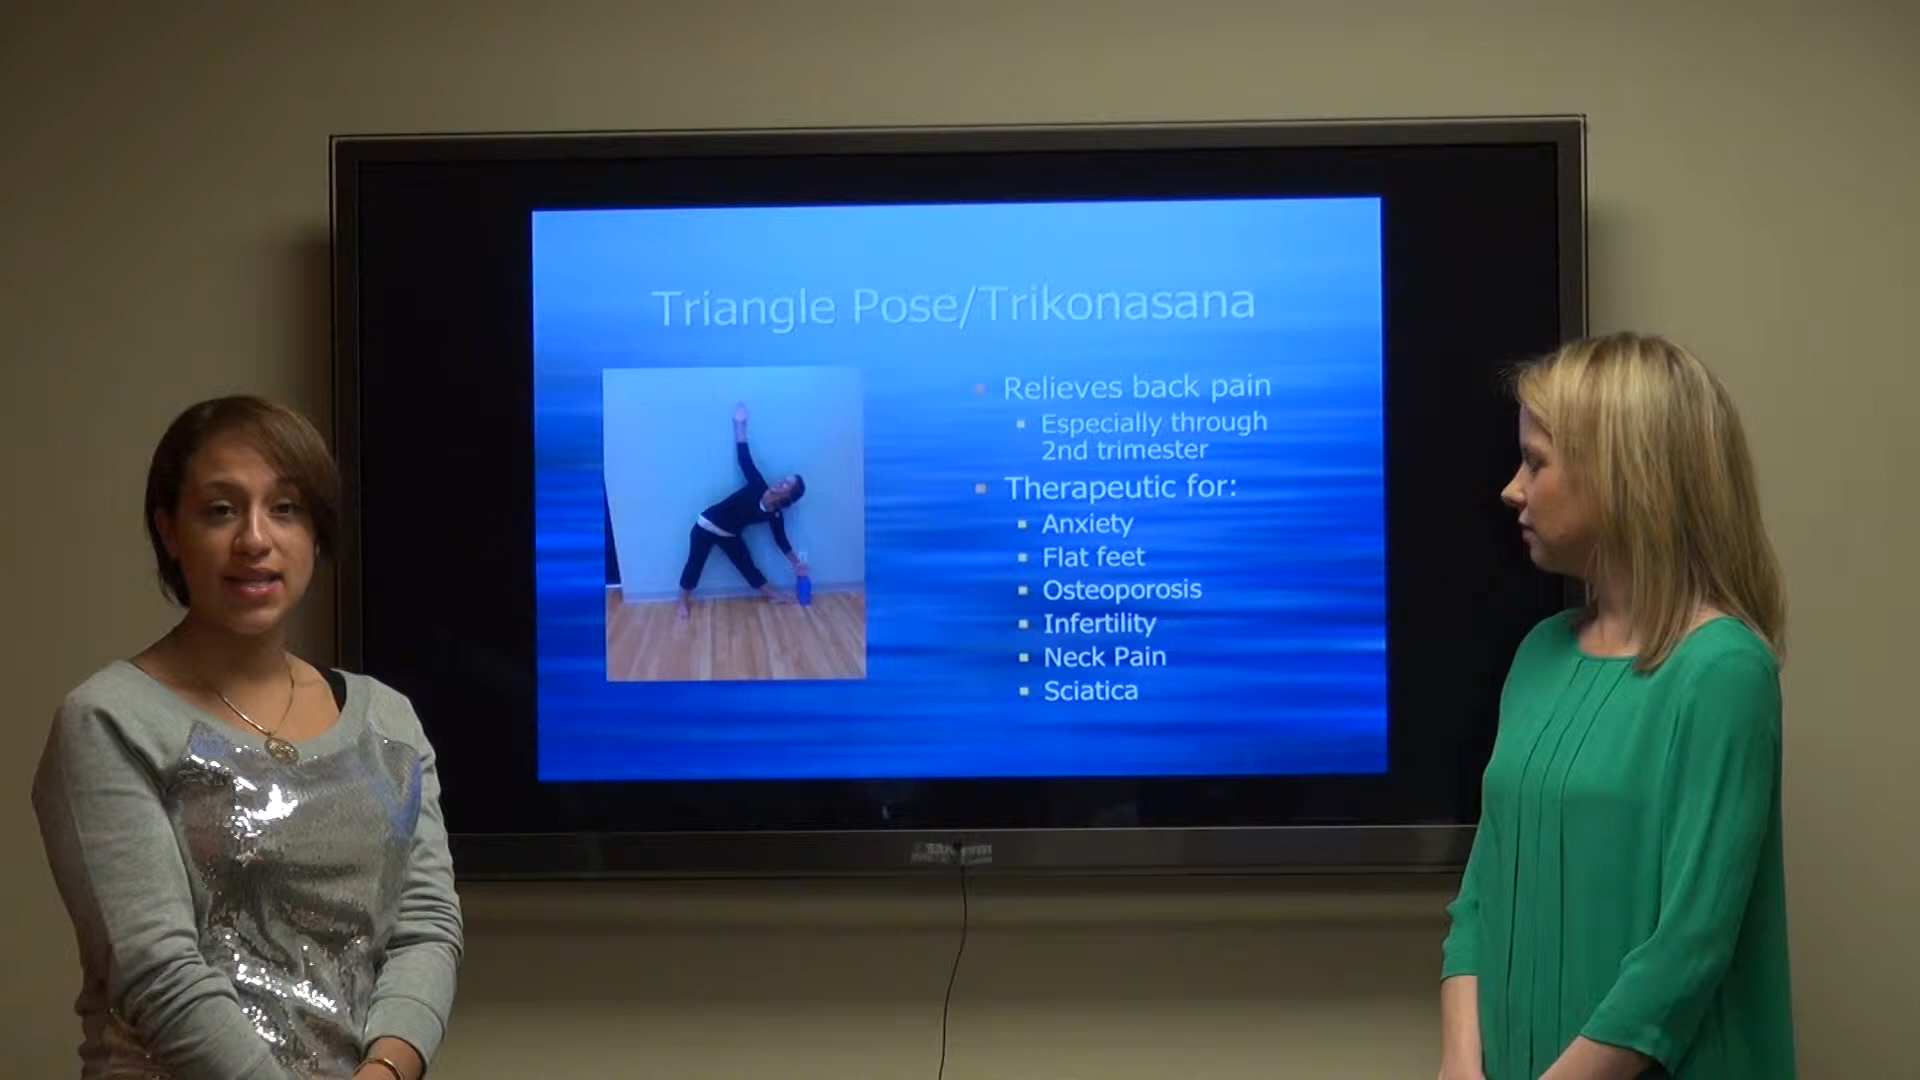 Triangle Pose/Trikonasana
Relieves back pain
Especially through
2nd trimester
Therapeutic for:
Anxiety
Flat feet
Osteoporosis
Infertility
Neck Pain
Sciatica